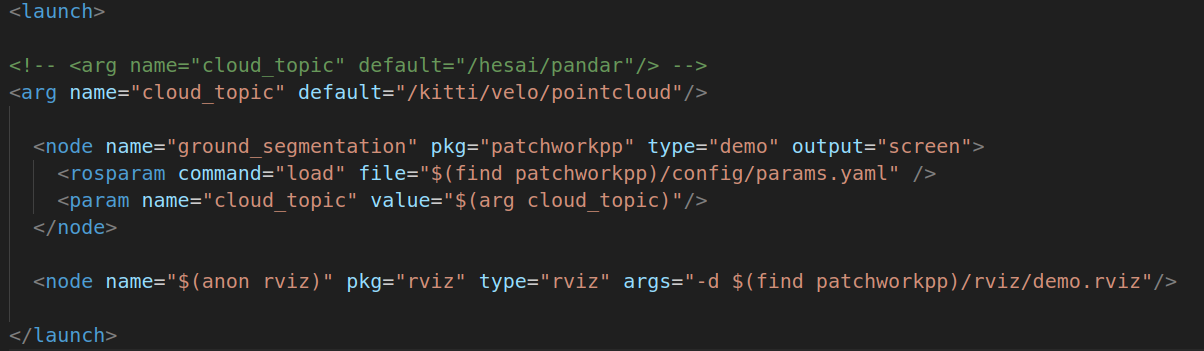 <launch>
<!-- <arg name="cloud_topic" default="/hesai/pandar"/> -->
<arg name="cloud_topic" default="/kitti/velo/pointcloud"/>
<node name="ground_segmentation" pkg="patchworkpp" type="demo" output="screen">
<rosparam command="load" file="$(find patchworkpp)/config/params.yaml" />
<param name="cloud_topic" value="$(arg cloud_topic)"/>
</node>
<node name="$(anon rviz)" pkg="rviz" type="rviz" args="-d $(find patchworkpp)/rviz/demo.rviz"/>
</launch>